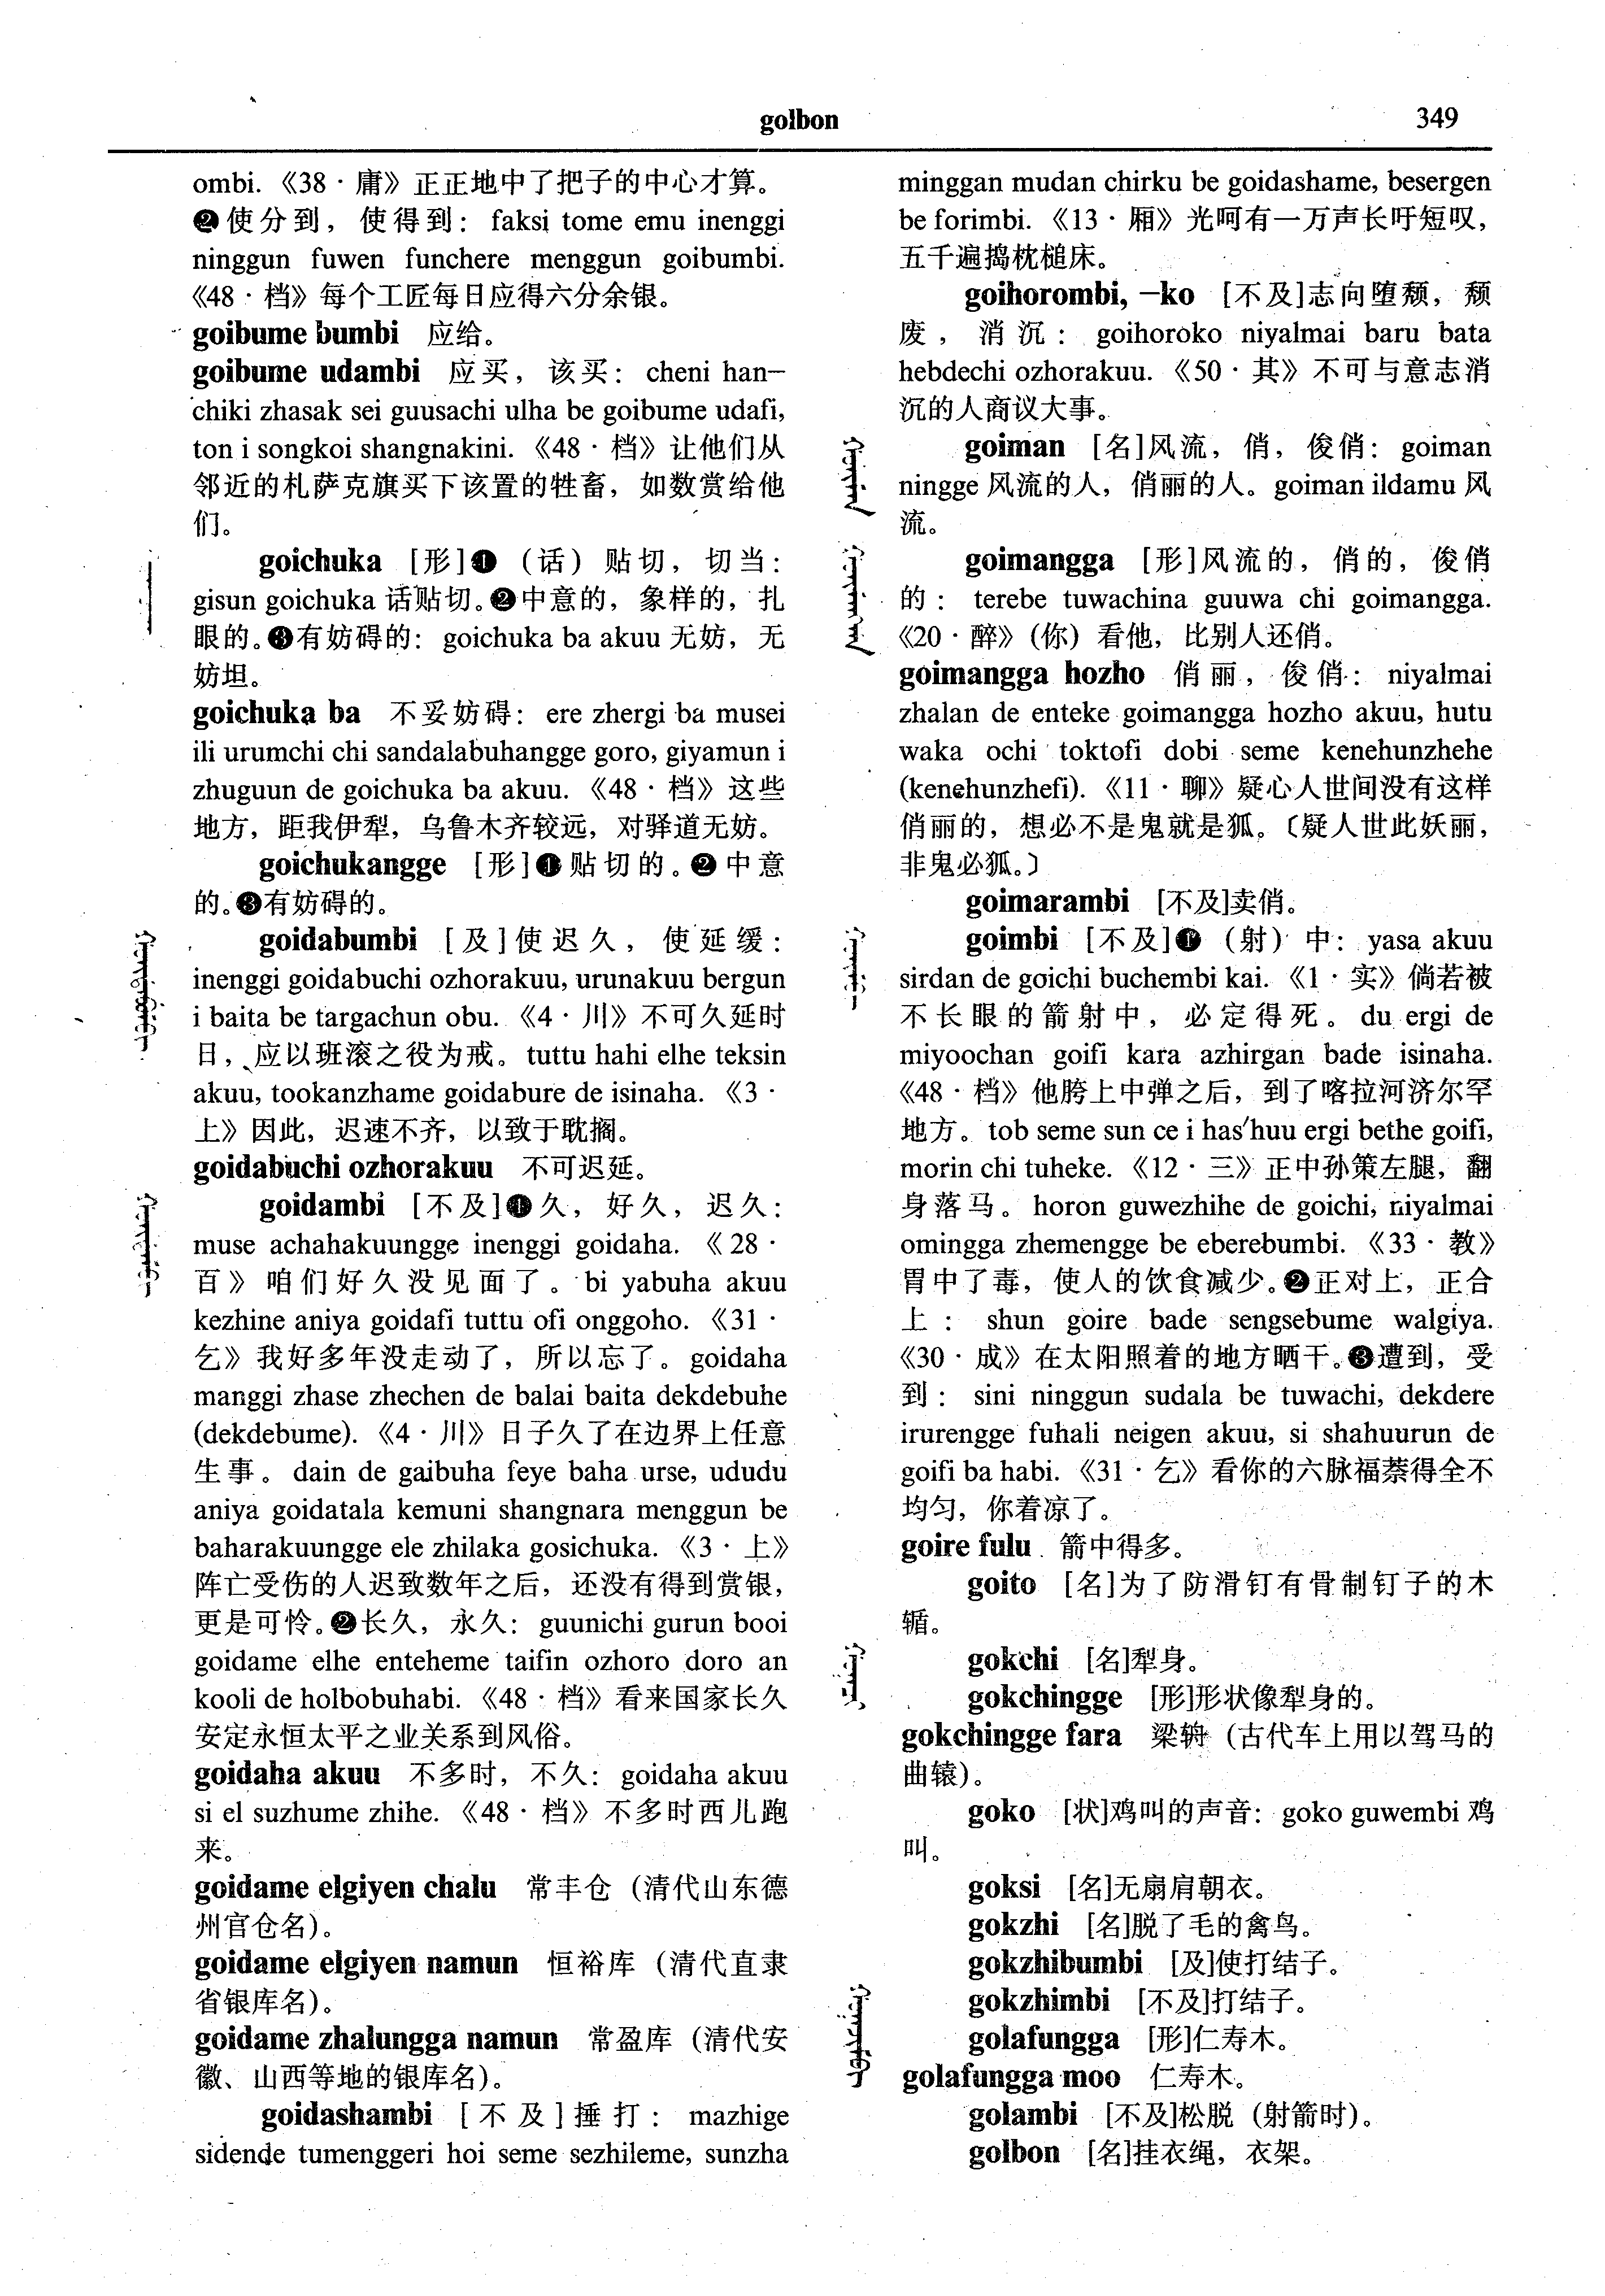 golbon
349
ombi. 《38 · 庸》正正地中了把子的中心才算。
❷使分到，使得到：faksi tome emu inenggi
ninggun fuwen funchere menggun goibumbi.
《48 · 档》每个工匠每日应得六分余银。
goibume bumbi 应给。
goibume udambi 应买，该买：cheni han–
chiki zhasak sei guusachi ulha be goibume udafi,
ton i songkoi shangnakini. 《48 · 档》让他们从
邻近的札萨克旗买下该置的牲畜，如数赏给他
们。
goichuka [形]❶（话）贴切，切当：
gisun goichuka 话贴切。❷中意的，象样的，扎
眼的。❸有妨碍的：goichuka ba akuu 无妨，无
妨坦。
goichuka ba 不妥妨碍：ere zhergi ba musei
ili urumchi chi sandalabuhangge goro, giyamun i
zhuguun de goichuka ba akuu. 《48 · 档》这些
地方，距我伊犁，乌鲁木齐较远，对驿道无妨。
goichukangge [形]❶贴切的。❷中意
的。❸有妨碍的。
goidabumbi [及]使迟久，使延缓：
inenggi goidabuchi ozhorakuu, urunakuu bergun
i baita be targachun obu. 《4 · 川》不可久延时
日，应以班滚之役为戒。tuttu hahi elhe teksin
akuu, tookanzhame goidabure de isinaha. 《3 ·
上》因此，迟速不齐，以致于耽搁。
goidabuchi ozhorakuu 不可迟延。
goidambi [不及]❶久，好久，迟久：
muse achahakuungge inenggi goidaha. 《28 ·
百》咱们好久没见面了。bi yabuha akuu
kezhine aniya goidafi tuttu ofi onggoho. 《31 ·
乞》我好多年没走动了，所以忘了。goidaha
manggi zhase zhechen de balai baita dekdebuhe
(dekdebume). 《4 · 川》日子久了在边界上任意
生事。dain de gaibuha feye baha urse, ududu
aniya goidatala kemuni shangnara menggun be
baharakuungge ele zhilaka gosichuka. 《3 · 上》
阵亡受伤的人迟致数年之后，还没有得到赏银，
更是可怜。❷长久，永久：guunichi gurun booi
goidame elhe enteheme taifin ozhoro doro an
kooli de holbobuhabi. 《48 · 档》看来国家长久
安定永恒太平之业关系到风俗。
goidaha akuu 不多时，不久：goidaha akuu
si el suzhume zhihe. 《48 · 档》不多时西儿跑
来。
goidame elgiyen chalu 常丰仓（清代山东德
州官仓名）。
goidame elgiyen namun 恒裕库（清代直隶
省银库名）。
goidame zhalungga namun 常盈库（清代安
徽、山西等地的银库名）。
goidashambi [不及]捶打：mazhige
sidende tumenggeri hoi seme sezhileme, sunzha
minggan mudan chirku be goidashame, besergen
be forimbi. 《13 · 厢》光呵有一万声长吁短叹，
五千遍捣枕槌床。
goihorombi, –ko [不及]志向堕颓，颓
废，消沉：goihoroko niyalmai baru bata
hebdechi ozhorakuu. 《50 · 其》不可与意志消
沉的人商议大事。
goiman [名]风流，俏，俊俏：goiman
ningge 风流的人，俏丽的人。goiman ildamu 风
流。
goimangga [形]风流的，俏的，俊俏
的：terebe tuwachina guuwa chi goimangga.
《20 · 醉》（你）看他，比别人还俏。
goimangga hozho 俏丽，俊俏：niyalmai
zhalan de enteke goimangga hozho akuu, hutu
waka ochi toktofi dobi seme kenehunzhehe
(kenehunzhefi). 《11 · 聊》疑心人世间没有这样
俏丽的，想必不是鬼就是狐。〔疑人世此妖丽，
非鬼必狐。〕
goimarambi [不及]卖俏。
goimbi [不及]❶（射）中：yasa akuu
sirdan de goichi buchembi kai. 《1 · 实》倘若被
不长眼的箭射中，必定得死。du ergi de
miyoochan goifi kara azhirgan bade isinaha.
《48 · 档》他胯上中弹之后，到了喀拉河济尔罕
地方。tob seme sun ce i has'huu ergi bethe goifi,
morin chi tuheke. 《12 · 三》正中孙策左腿，翻
身落马。horon guwezhihe de goichi, niyalmai
omingga zhemengge be eberebumbi. 《33 · 教》
胃中了毒，使人的饮食减少。❷正对上，正合
上：shun goire bade sengsebume walgiya.
《30 · 成》在太阳照着的地方晒干。❸遭到，受
到：sini ninggun sudala be tuwachi, dekdere
irurengge fuhali neigen akuu, si shahuurun de
goifi ba habi. 《31 · 乞》看你的六脉福萘得全不
均匀，你着凉了。
goire fulu 箭中得多。
goito [名]为了防滑钉有骨制钉子的木
𬨎。
gokchi [名]犁身。
gokchingge [形]形状像犁身的。
gokchingge fara 梁辀（古代车上用以驾马的
曲辕）。
goko [状]鸡叫的声音：goko guwembi 鸡
叫。
goksi [名]无扇肩朝衣。
gokzhi [名]脱了毛的禽鸟。
gokzhibumbi [及]使打结子。
gokzhimbi [不及]打结子。
golafungga [形]仁寿木。
golafungga moo 仁寿木。
golambi [不及]松脱（射箭时）。
golbon [名]挂衣绳，衣架。